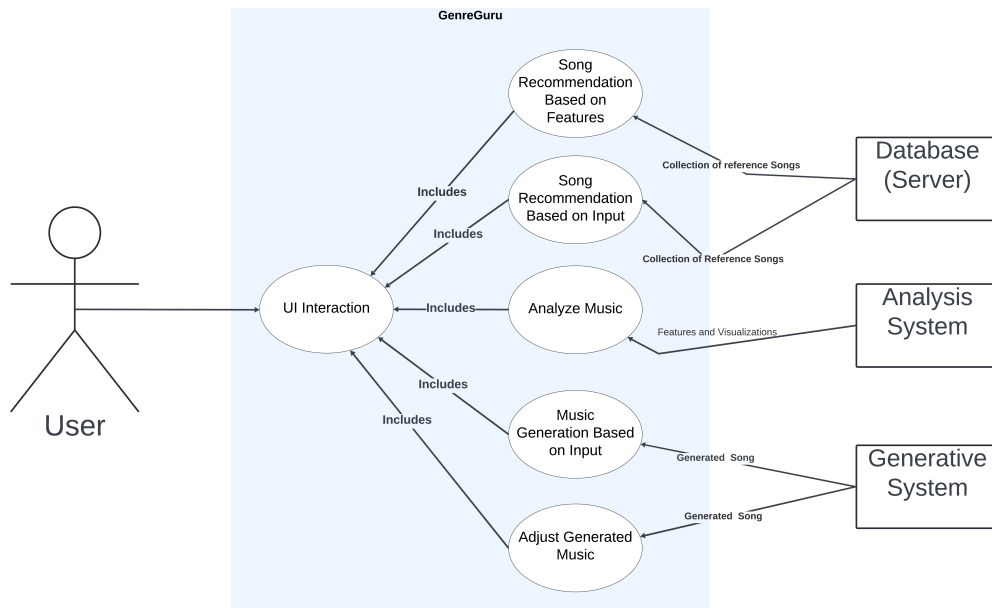 GenreGuru
Song
Recommendation
Based on
Features
Database
(Server)
Collection of reference Songs
Includes
Song
Recommendation
Based on Input
Includes
Collection of Reference Songs
UI Interaction
Includes
Analyze Music
Features and Visualizations
Analysis
System
Includes
Music
Generation Based
on Input
Includes
User
Generated  Song
Generative
System
Generated  Song
Adjust Generated
Music